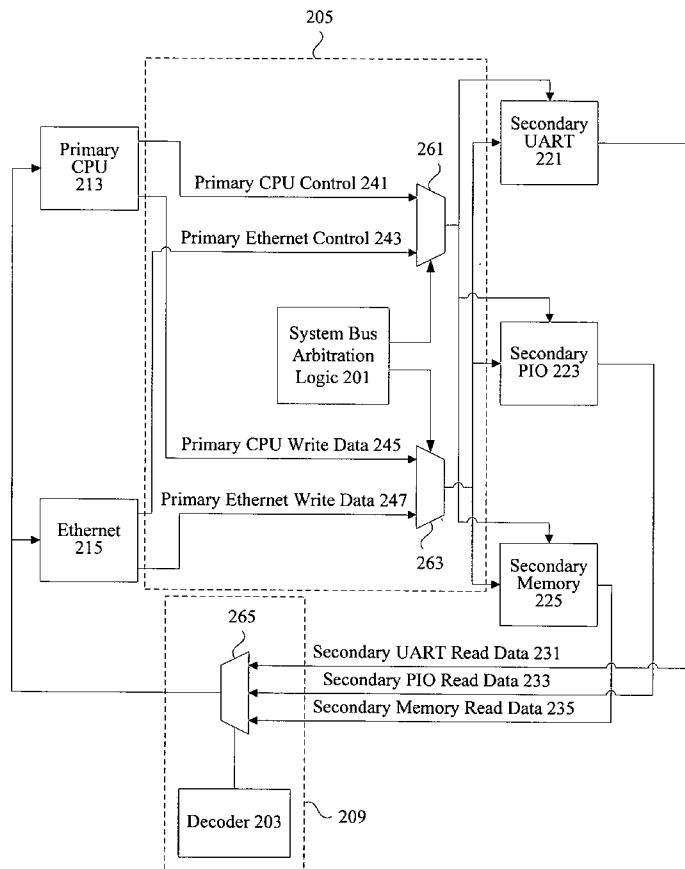 205
Primary
CPU
213
Primary CPU Control 241
261
Secondary
UART
221
Primary Ethernet Control 243
System Bus
Arbitration
Logic 201
Secondary
PIO 223
Primary CPU Write Data 245
Primary Ethernet Write Data 247
Ethernet
215
263
Secondary
Memory
225
265
Secondary UART Read Data 231
Secondary PIO Read Data 233
Secondary Memory Read Data 235
Decoder 203
209